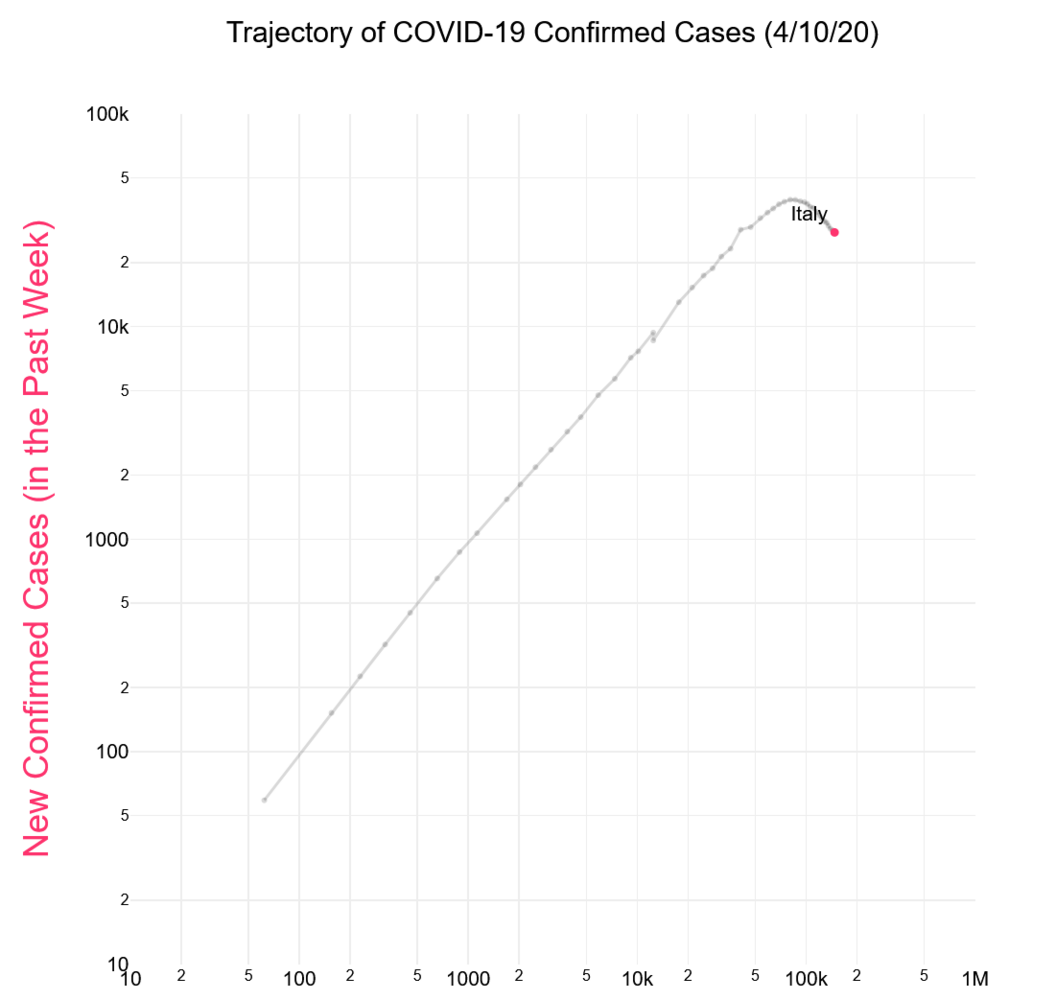 Trajectory of COVID-19 Confirmed Cases (4/10/20)
New Confirmed Cases (in the Past Week)
100k
5
2
10k
5
2
1000
5
2
100
5
2
10
Italy
10 2 5 100 2 5 1000 2 5 10k 2 5 100k 2 5 1M